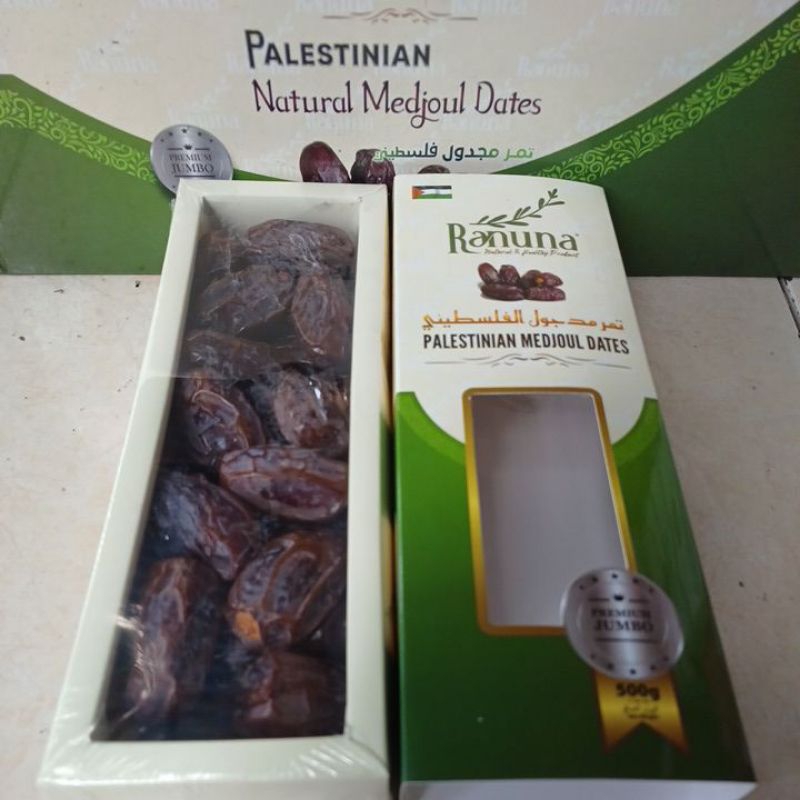 PALESTINIAN
Natural Medjoul Dates
تمر مجدول فلسطيني
PREMIUM
JUMBO
Ranuna
Natural & Healthy Product
تمر مدجول الفلسطيني
PALESTINIAN MEDJOUL DATES
PREMIUM
JUMBO
500g